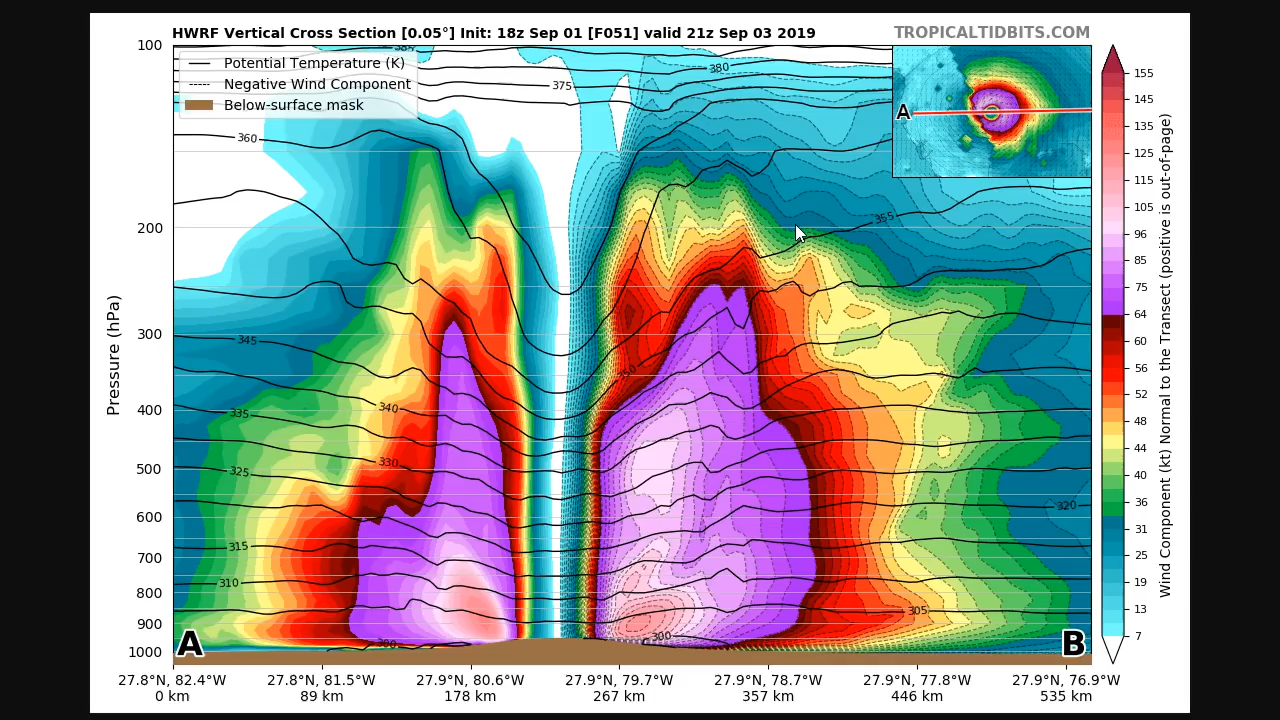 HWRF Vertical Cross Section [0.05°] Init: 18z Sep 01 [F051] valid 21z Sep 03 2019
TROPICALTIDBITS.COM
Potential Temperature (K)
Negative Wind Component
Below-surface mask
Pressure (hPa)
100
200
300
400
500
600
700
800
900
1000
380
375
360
355
350
345
340
335
330
325
320
315
310
305
300
300
A
A
B
27.8°N, 82.4°W
0 km
27.8°N, 81.5°W
89 km
27.9°N, 80.6°W
178 km
27.9°N, 79.7°W
267 km
27.9°N, 78.7°W
357 km
27.9°N, 77.8°W
446 km
27.9°N, 76.9°W
535 km
155
145
135
125
115
105
96
85
75
64
60
56
52
48
44
40
36
31
25
19
13
7
Wind Component (kt) Normal to the Transect (positive is out-of-page)